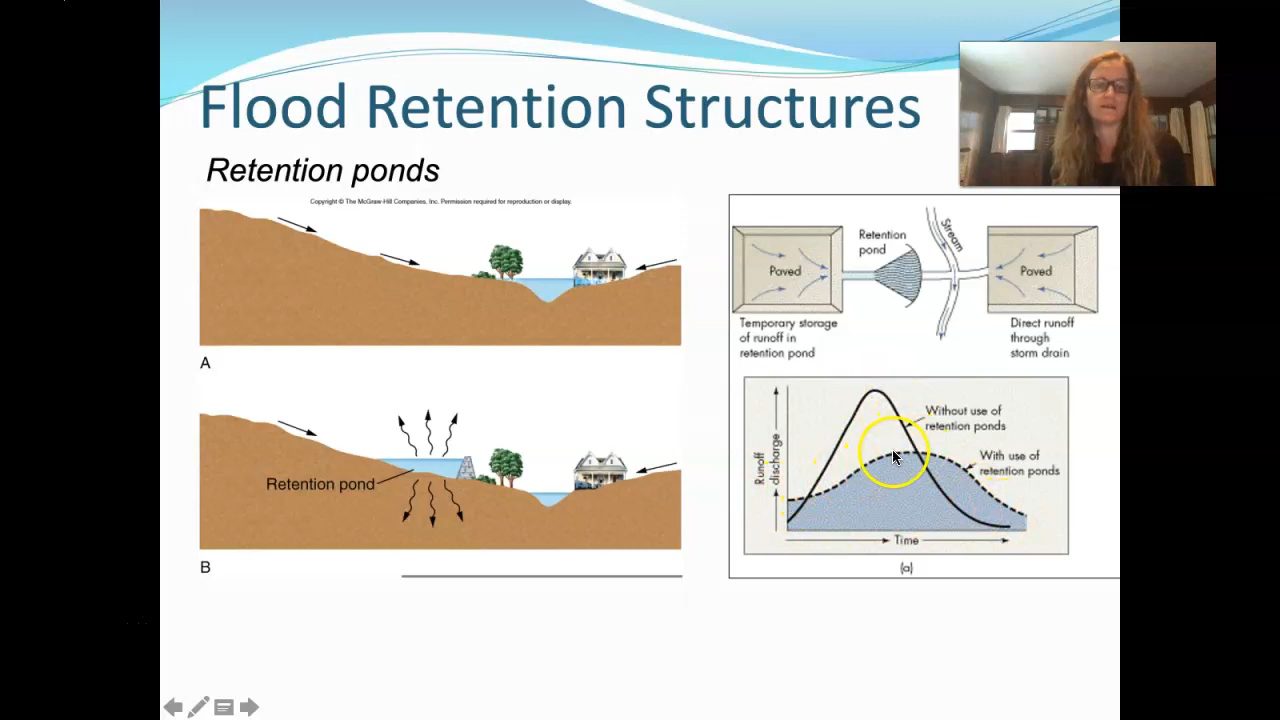 Flood Retention Structures
Retention ponds
Copyright © The McGraw-Hill Companies, Inc. Permission required for reproduction or display.
A
Retention pond
B
Paved
Retention
pond
Stream
Paved
Temporary storage
of runoff in
retention pond
Direct runoff
through
storm drain
Runoff
discharge
Without use of
retention ponds
With use of
retention ponds
Time
(a)